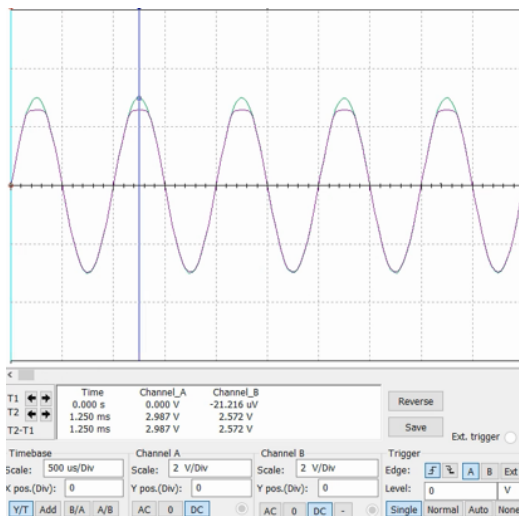 Time Channel_A Channel_B
T1 0.000 s 0.000 V -21.216 uV
T2 1.250 ms 2.987 V 2.572 V
T2-T1 1.250 ms 2.987 V 2.572 V
Reverse
Save
Ext. trigger
Timebase
Scale: 500 us/Div
X pos.(Div): 0
Y/T Add B/A A/B
Channel A
Scale: 2 V/Div
Y pos.(Div): 0
AC 0 DC
Channel B
Scale: 2 V/Div
Y pos.(Div): 0
AC 0 DC -
Trigger
Edge: A B Ext
Level: 0 V
Single Normal Auto None